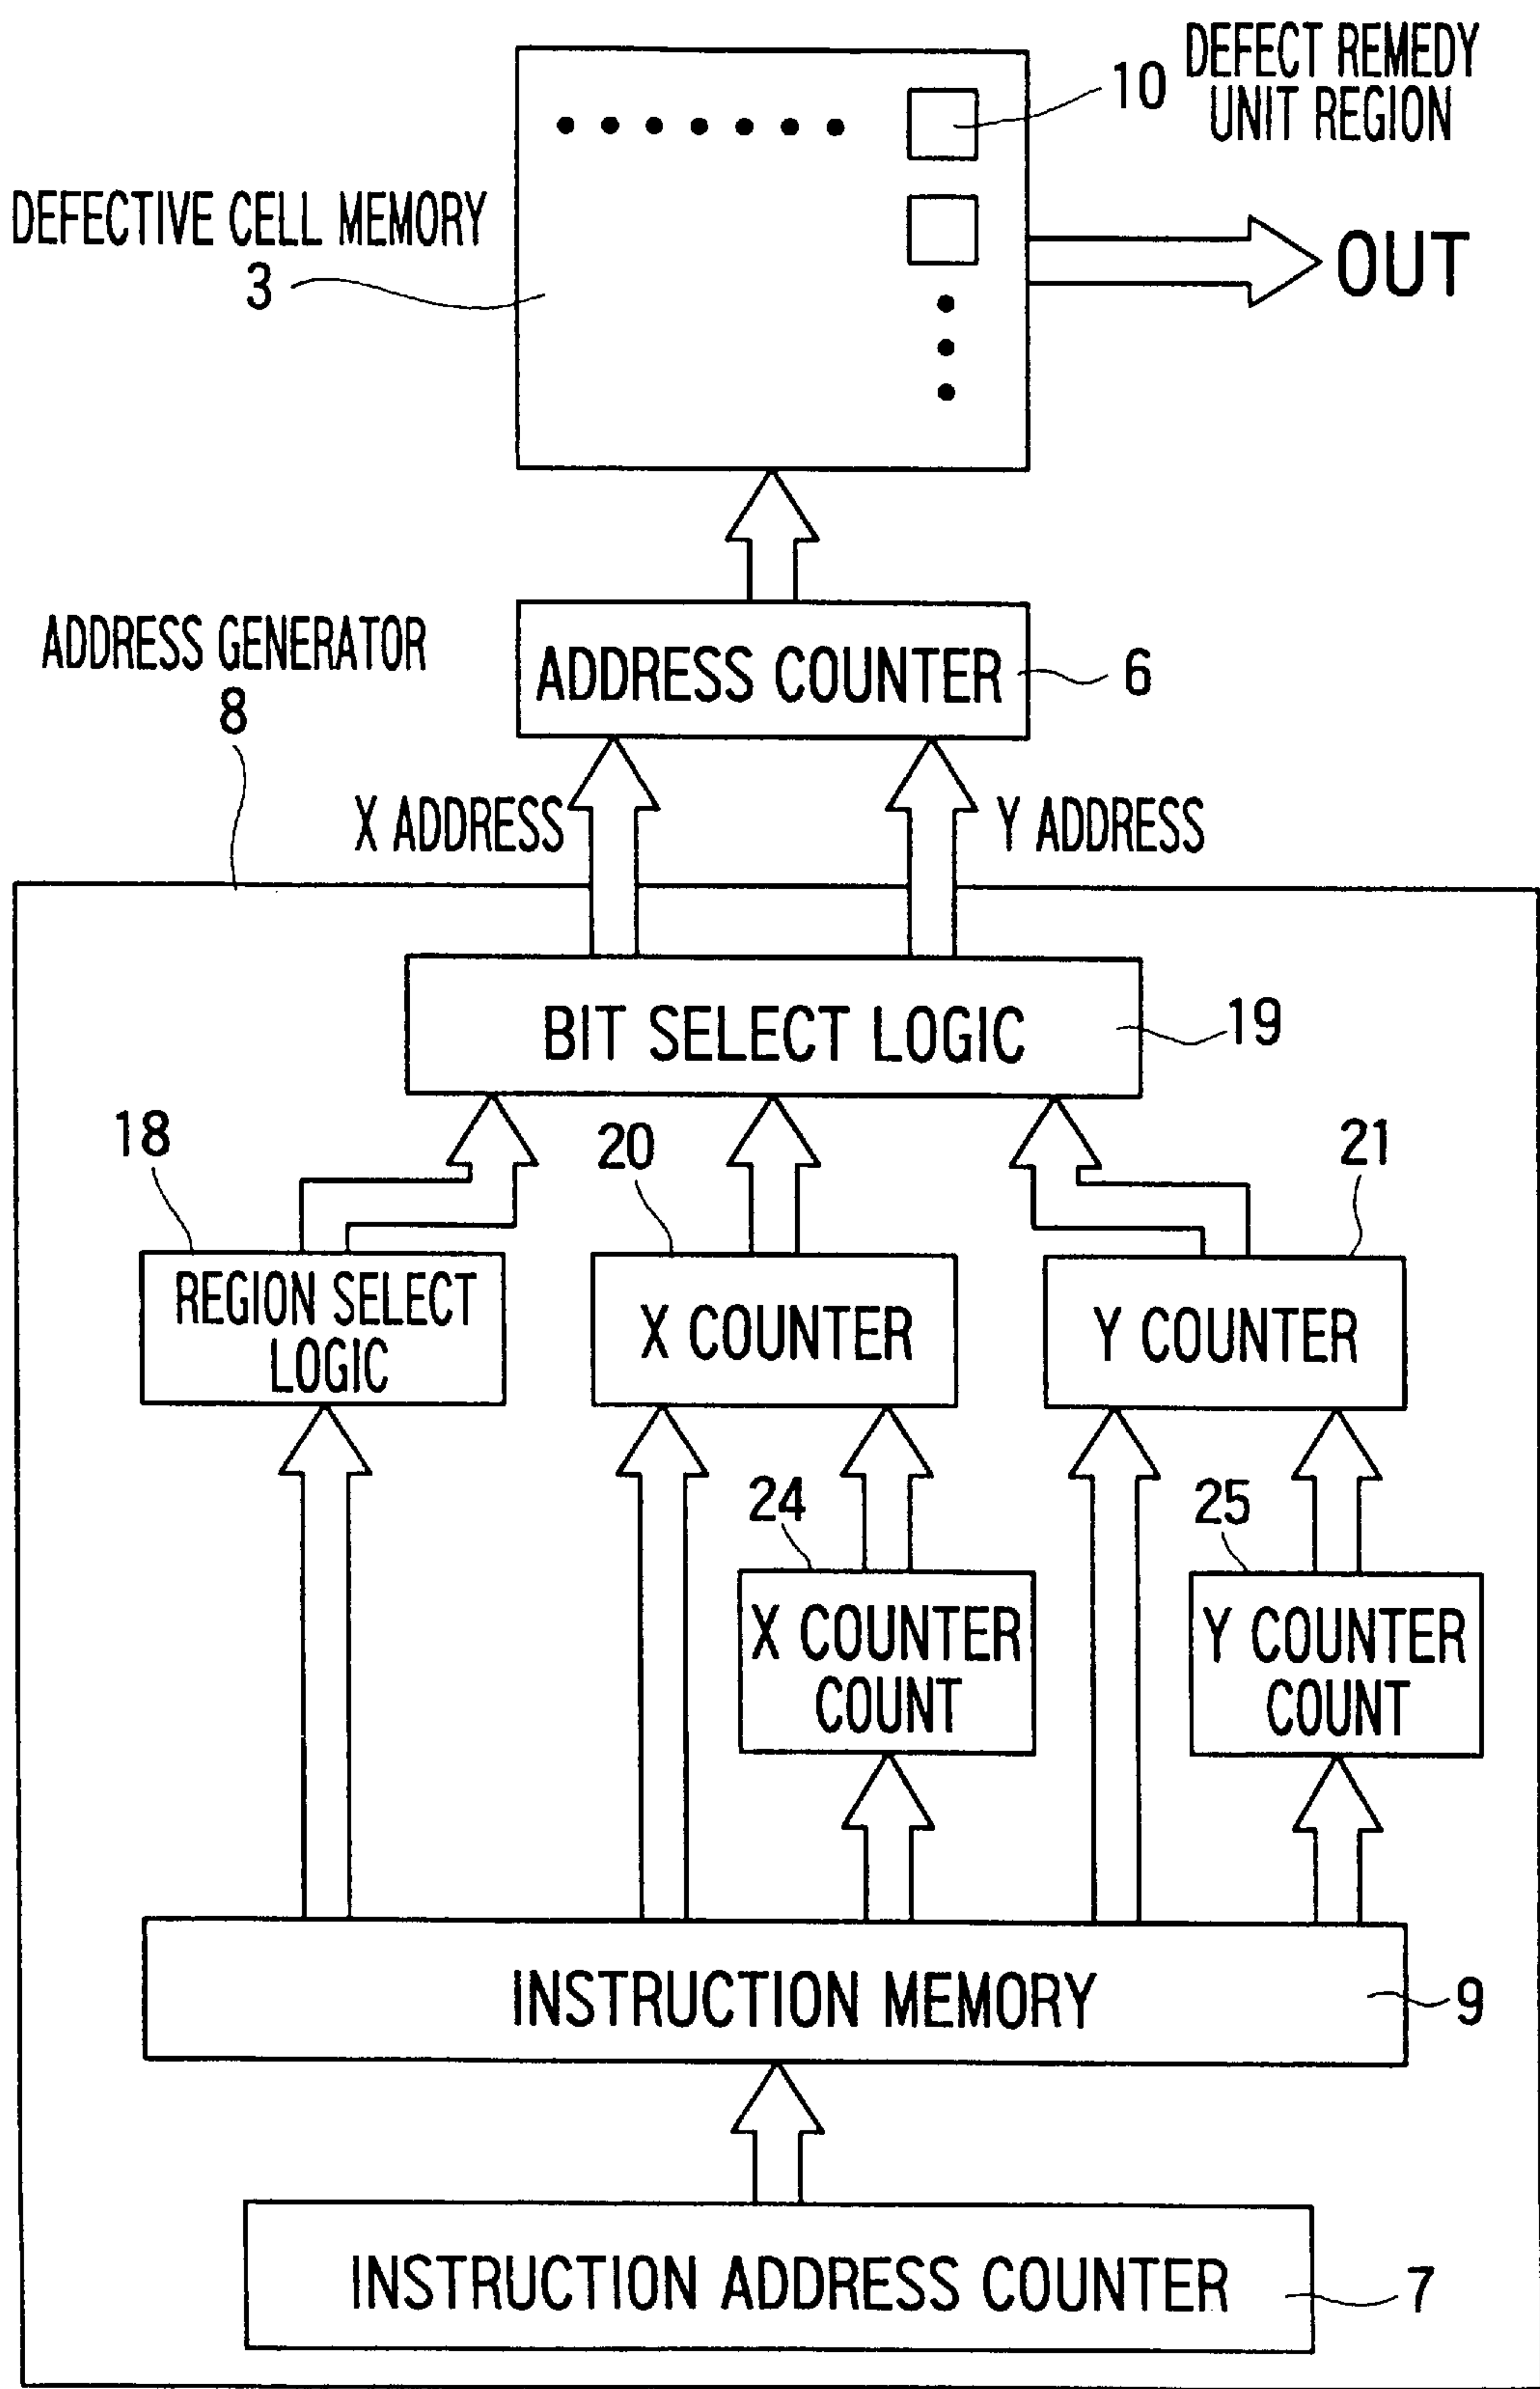 DEFECT REMEDY
UNIT REGION
10
DEFECTIVE CELL MEMORY
3
OUT
ADDRESS GENERATOR
8
ADDRESS COUNTER
6
X ADDRESS
Y ADDRESS
BIT SELECT LOGIC
19
18
20
21
REGION SELECT
LOGIC
X COUNTER
Y COUNTER
24
25
X COUNTER
COUNT
Y COUNTER
COUNT
INSTRUCTION MEMORY
9
INSTRUCTION ADDRESS COUNTER
7